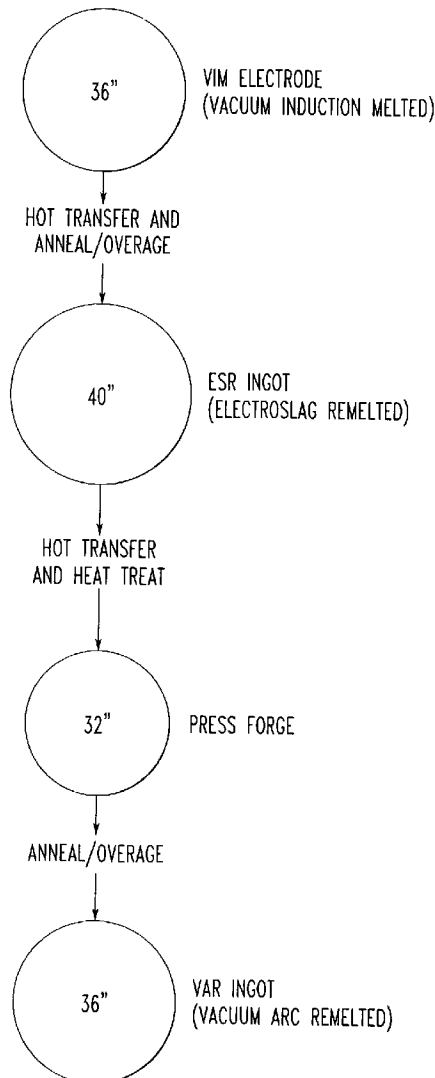 36"
VIM ELECTRODE
(VACUUM INDUCTION MELTED)
HOT TRANSFER AND
ANNEAL/OVERAGE
40"
ESR INGOT
(ELECTROSLAG REMELTED)
HOT TRANSFER
AND HEAT TREAT
32"
PRESS FORGE
ANNEAL/OVERAGE
36"
VAR INGOT
(VACUUM ARC REMELTED)